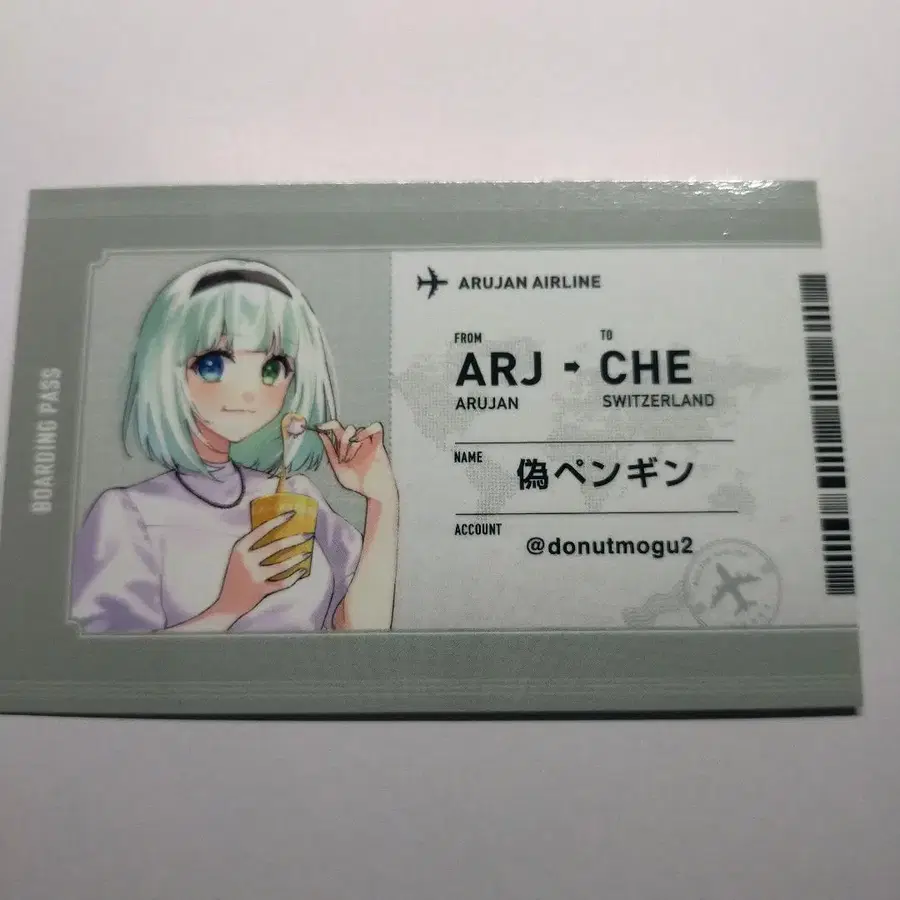 BOARDING PASS
ARUJAN AIRLINE
FROM
TO
ARJ - CHE
ARUJAN
SWITZERLAND
NAME
偽ペンギン
ACCOUNT
@donutmogu2